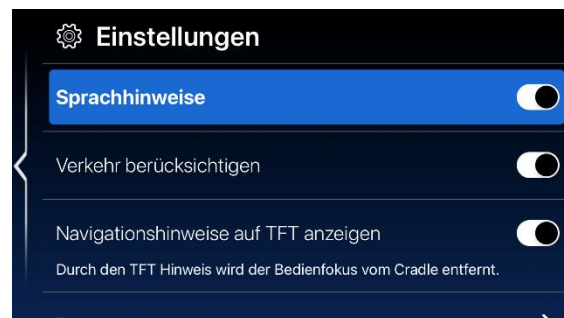 Einstellungen
Sprachhinweise
Verkehr berücksichtigen
Navigationshinweise auf TFT anzeigen
Durch den TFT Hinweis wird der Bedienfokus vom Cradle entfernt.